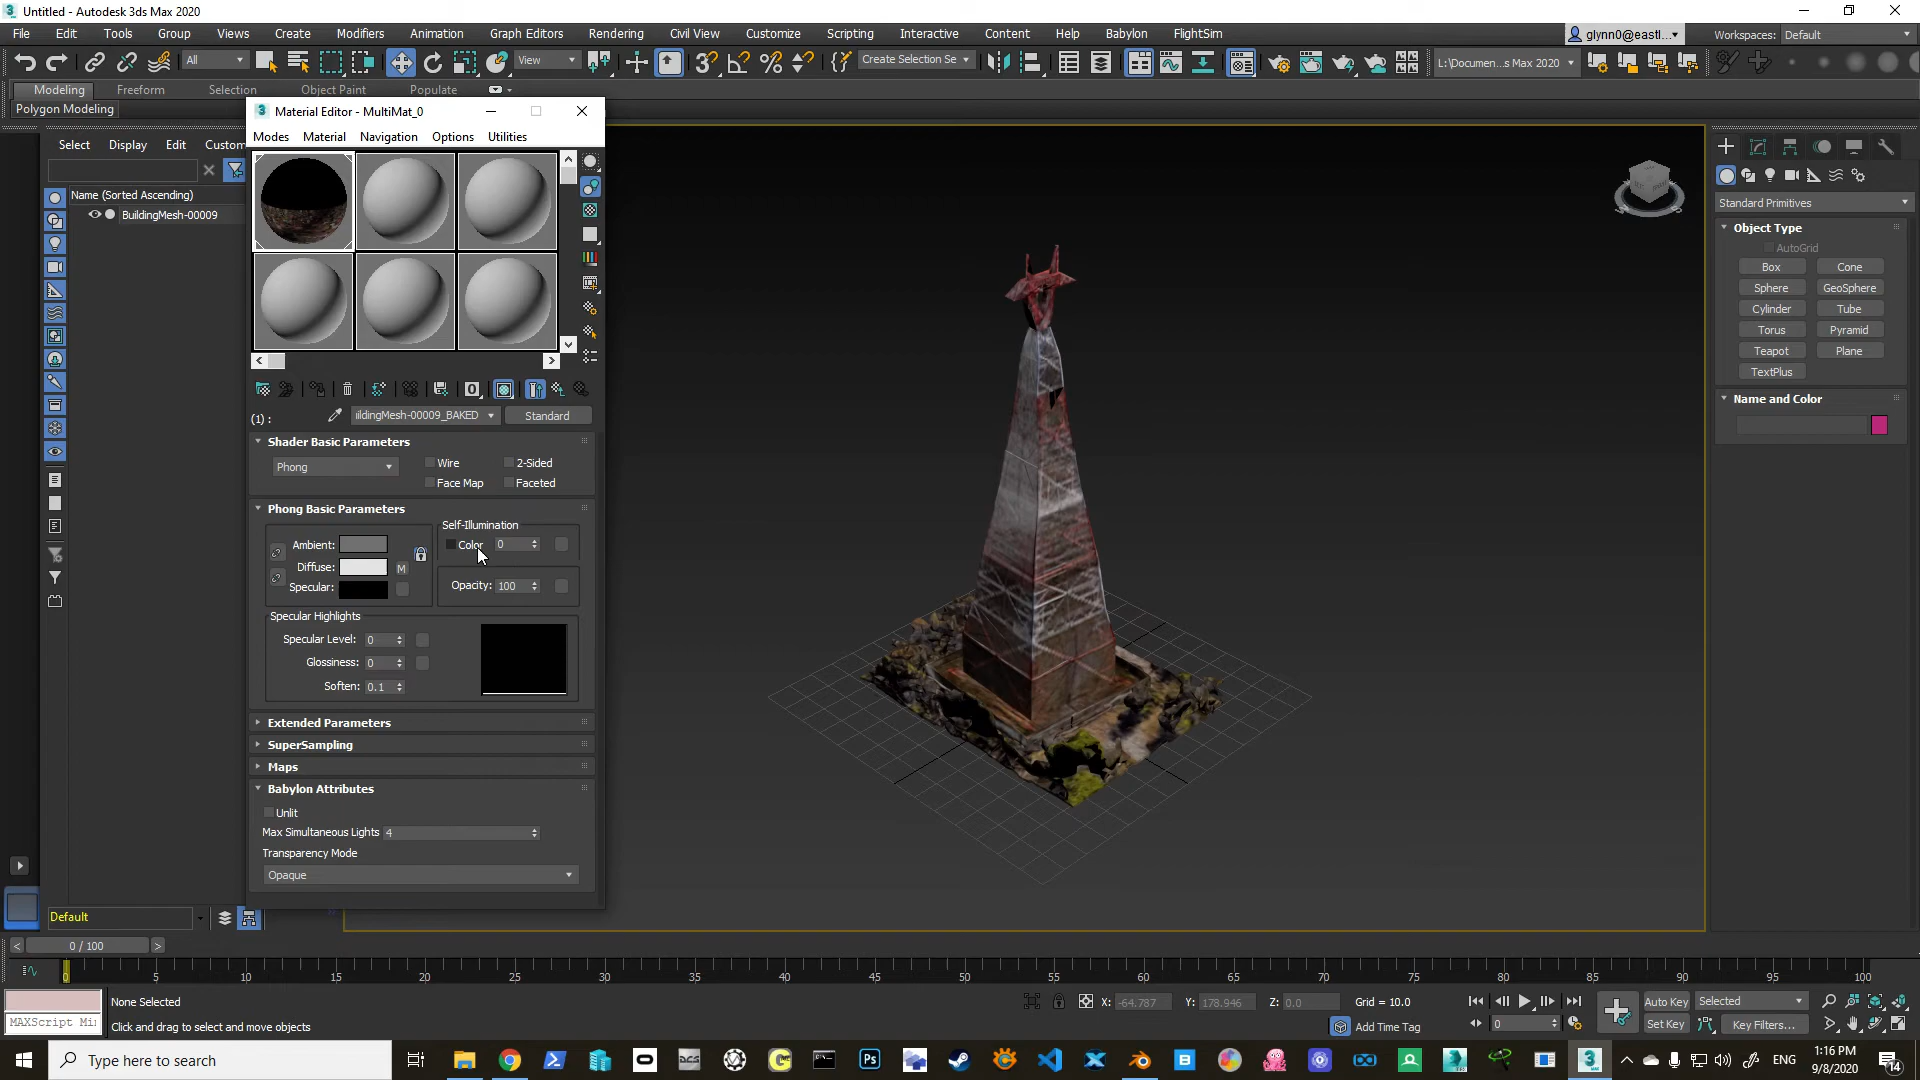 Untitled - Autodesk 3ds Max 2020
File Edit Tools Group Views Create Modifiers Animation Graph Editors Rendering Civil View Customize Scripting Interactive Content Help Babylon FlightSim
glynn0@eastl... Workspaces: Default
All View Create Selection Se L:\Documen...s Max 2020
Modeling Freeform Selection Object Paint Populate
Polygon Modeling
Select Display Edit Custom
Name (Sorted Ascending)
BuildingMesh-00009
Material Editor - MultiMat_0
Modes Material Navigation Options Utilities
(1) : ildingMesh-00009_BAKED Standard
Shader Basic Parameters
Phong Wire 2-Sided
Face Map Faceted
Phong Basic Parameters
Self-Illumination
Ambient: Color 0
Diffuse: M
Specular: Opacity: 100
Specular Highlights
Specular Level: 0
Glossiness: 0
Soften: 0.1
Extended Parameters
SuperSampling
Maps
Babylon Attributes
Unlit
Max Simultaneous Lights 4
Transparency Mode
Opaque
Standard Primitives
Object Type
AutoGrid
Box Cone
Sphere GeoSphere
Cylinder Tube
Torus Pyramid
Teapot Plane
TextPlus
Name and Color
Default
0 / 100
0 5 10 15 20 25 30 35 40 45 50 55 60 65 70 75 80 85 90 95 100
None Selected X: -64.787 Y: 178.946 Z: 0.0 Grid = 10.0 Auto Key Selected
MAXScript Mi Click and drag to select and move objects Add Time Tag 0 Set Key Key Filters...
Type here to search
Ps
ENG
1:16 PM
9/8/2020
14